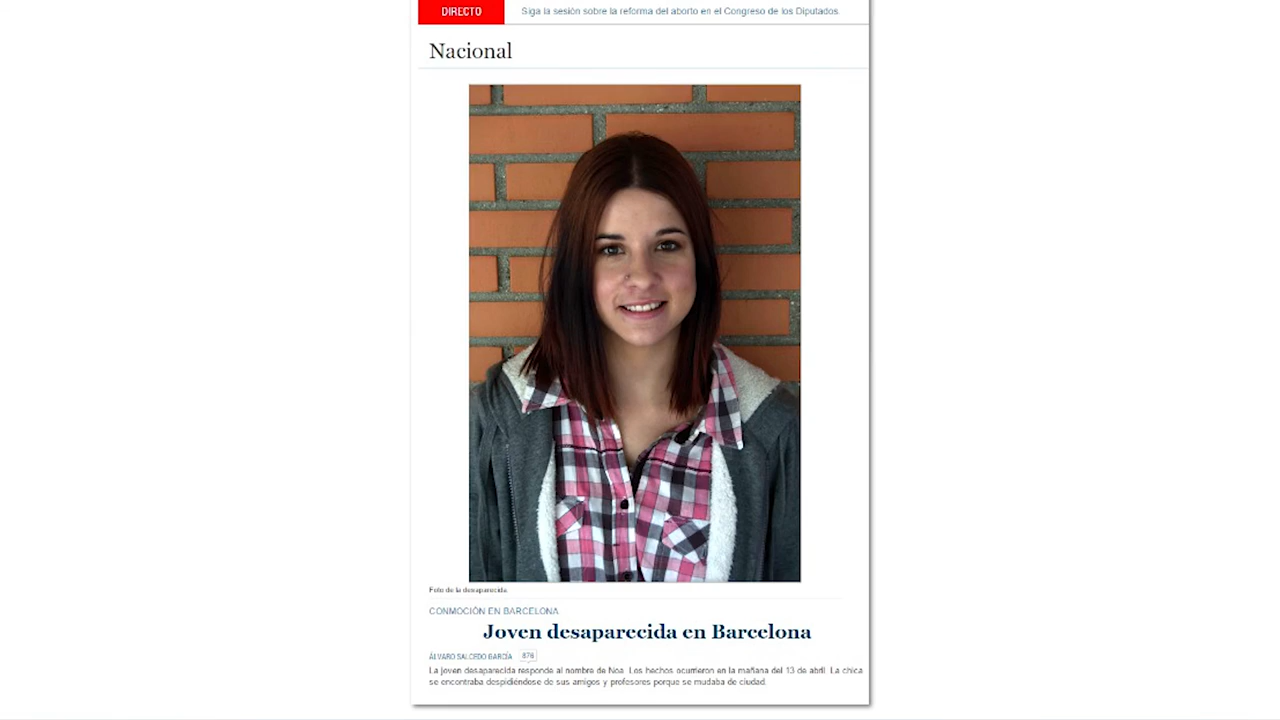 DIRECTO Siga la sesión sobre la reforma del aborto en el Congreso de los Diputados.
Nacional
Foto de la desaparecida
CONMOCIÓN EN BARCELONA
Joven desaparecida en Barcelona
ÁLVARO SALCEDO GARCÍA 876
La joven desaparecida responde al nombre de Noa. Los hechos ocurrieron en la mañana del 13 de abril. La chica
se encontraba despidiéndose de sus amigos y profesores porque se mudaba de ciudad.